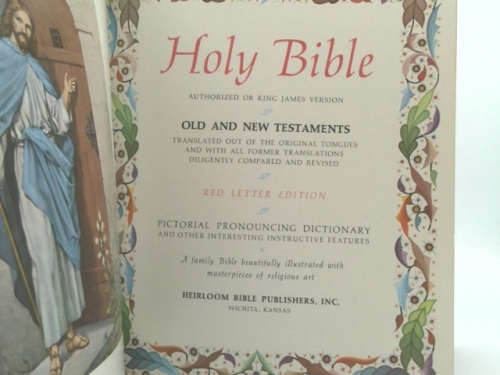 Holy Bible
AUTHORIZED OR KING JAMES VERSION
OLD AND NEW TESTAMENTS
TRANSLATED OUT OF THE ORIGINAL TONGUES
AND WITH ALL FORMER TRANSLATIONS
DILIGENTLY COMPARED AND REVISED
RED LETTER EDITION
PICTORIAL PRONOUNCING DICTIONARY
AND OTHER INTERESTING INSTRUCTIVE FEATURES
A family Bible beautifully illustrated with
masterpieces of religious art
HEIRLOOM BIBLE PUBLISHERS, INC.
WICHITA, KANSAS